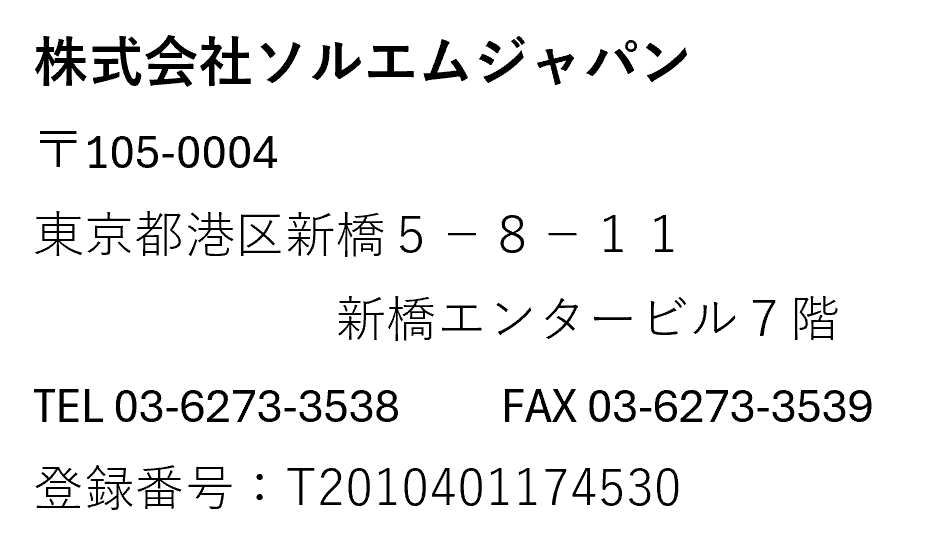 株式会社ソルエムジャパン
〒105-0004
東京都港区新橋５－８－１１
新橋エンタービル７階
TEL 03-6273-3538　　FAX 03-6273-3539
登録番号：T2010401174530